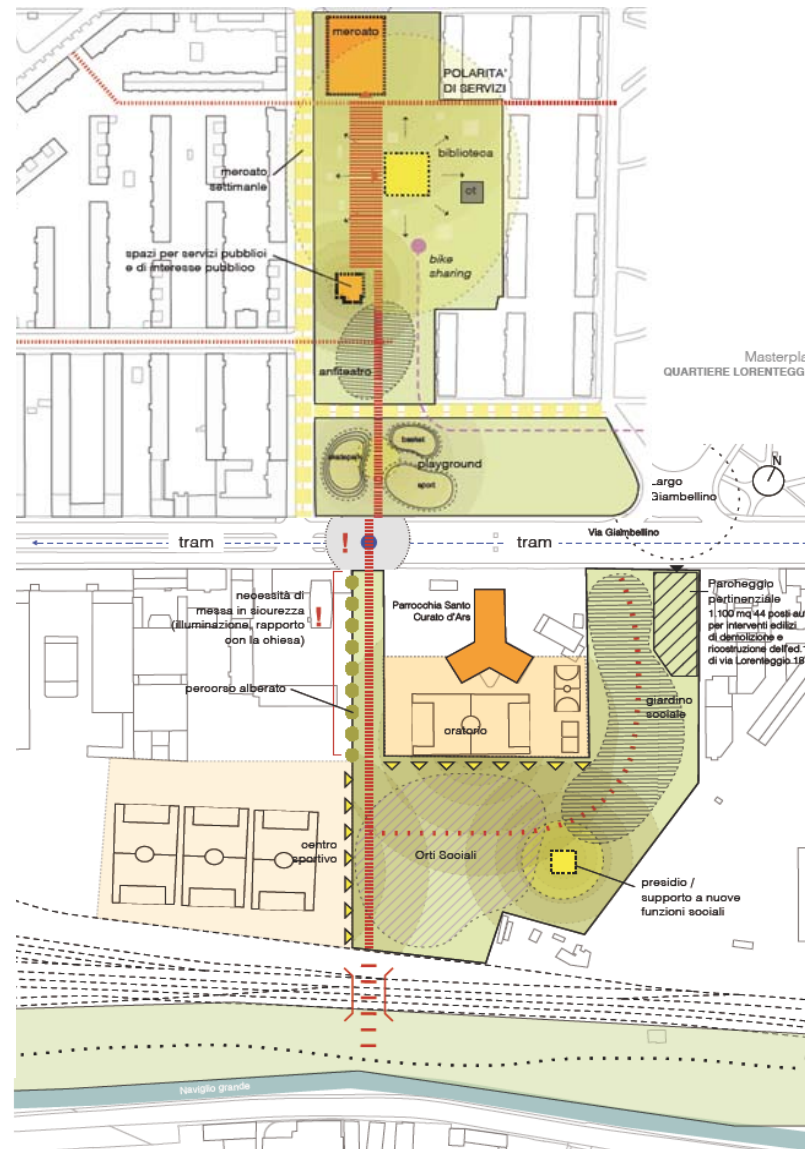 mercato
POLARITA'
DI SERVIZI
biblioteca
mercato
settimanle
ct
spazi per servizi pubblici
e di interesse pubblico
bike
sharing
anfiteatro
Masterpla
QUARTIERE LORENTEGG
basket
skatepark
playground
sport
N
Largo
Giambellino
Via Giambellino
tram
!
tram
necessità di
messa in sicurezza
(illuminazione, rapporto
con la chiesa)
!
Parrocchia Santo
Curato d'Ars
Parcheggio
pertinenziale
1.100 mq 44 posti aut
per interventi edilizi
di demolizione e
ricostruzione dell'ed.
di via Lorenteggio 18
percorso alberato
giardino
sociale
oratorio
centro
sportivo
Orti Sociali
presidio /
supporto a nuove
funzioni sociali
Naviglio grande